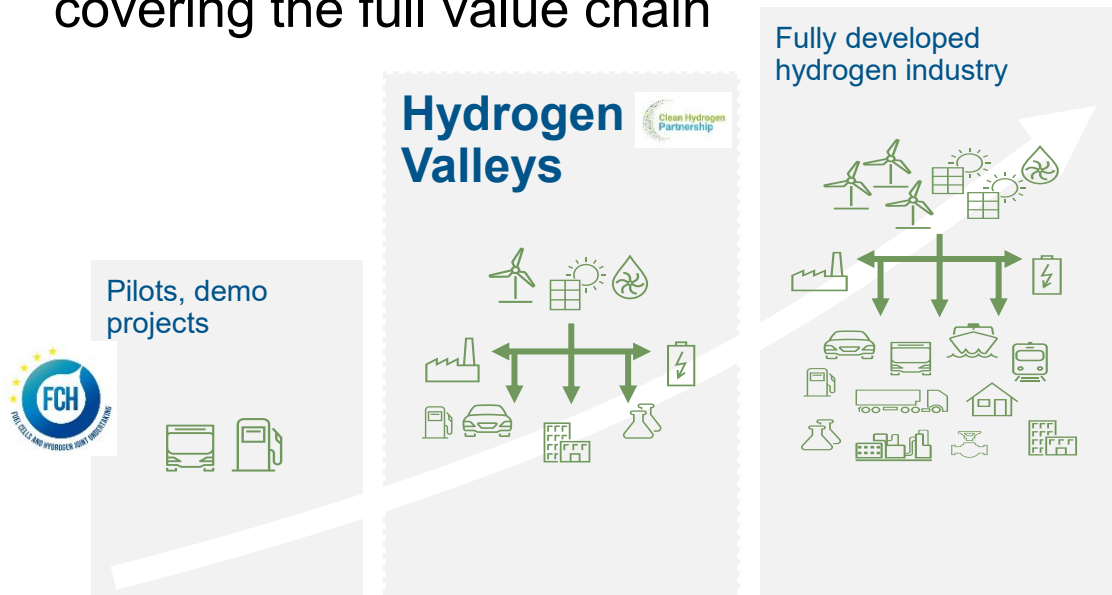 covering the full value chain
Fully developed
hydrogen industry
Hydrogen
Valleys
Clean Hydrogen
Partnership
Pilots, demo
projects
FCH
FUEL CELLS AND HYDROGEN JOINT UNDERTAKING